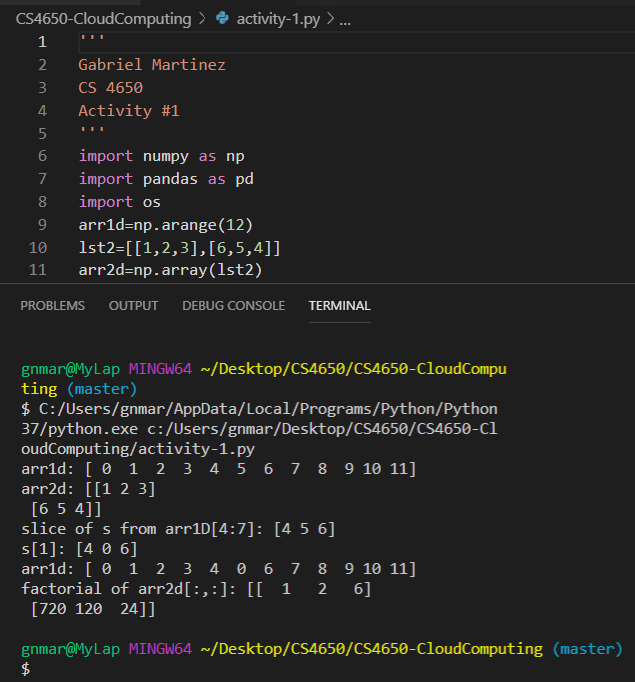 CS4650-CloudComputing > activity-1.py > ...
1 '''
2 Gabriel Martinez
3 CS 4650
4 Activity #1
5 '''
6 import numpy as np
7 import pandas as pd
8 import os
9 arr1d=np.arange(12)
10 lst2=[[1,2,3],[6,5,4]]
11 arr2d=np.array(lst2)
PROBLEMS OUTPUT DEBUG CONSOLE TERMINAL
gnmar@MyLap MINGW64 ~/Desktop/CS4650/CS4650-CloudCompu
ting (master)
$ C:/Users/gnmar/AppData/Local/Programs/Python/Python
37/python.exe c:/Users/gnmar/Desktop/CS4650/CS4650-Cl
oudComputing/activity-1.py
arr1d: [ 0  1  2  3  4  5  6  7  8  9 10 11]
arr2d: [[1 2 3]
 [6 5 4]]
slice of s from arr1D[4:7]: [4 5 6]
s[1]: [4 0 6]
arr1d: [ 0  1  2  3  4  0  6  7  8  9 10 11]
factorial of arr2d[:,:]: [[  1   2   6]
 [720 120  24]]
gnmar@MyLap MINGW64 ~/Desktop/CS4650/CS4650-CloudComputing (master)
$